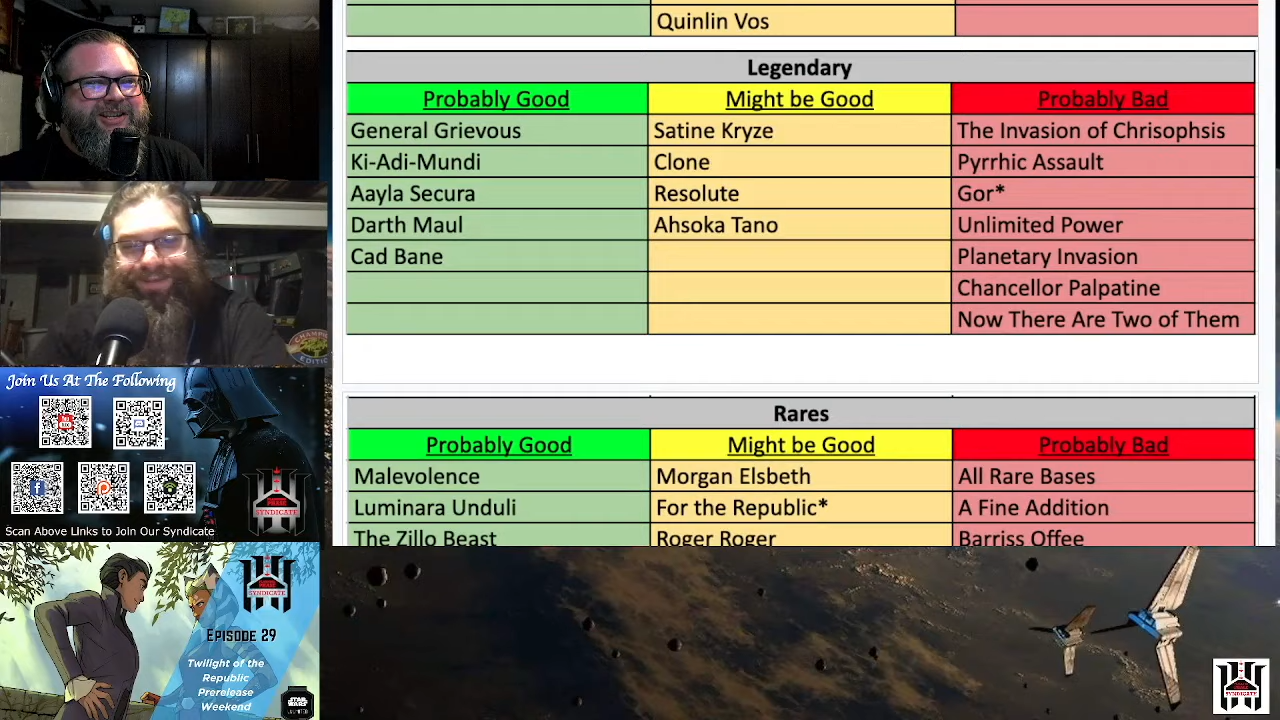 Quinlin Vos
Legendary
Probably Good Might be Good Probably Bad
General Grievous Satine Kryze The Invasion of Chrisophsis
Ki-Adi-Mundi Clone Pyrrhic Assault
Aayla Secura Resolute Gor*
Darth Maul Ahsoka Tano Unlimited Power
Cad Bane Planetary Invasion
Chancellor Palpatine
Now There Are Two of Them
Rares
Probably Good Might be Good Probably Bad
Malevolence Morgan Elsbeth All Rare Bases
Luminara Unduli For the Republic* A Fine Addition
The Zillo Beast Roger Roger Barriss Offee
Join Us At The Following
SYNDICATE
Scan Above Links to Join Our Syndicate
SYNDICATE
Episode 29
Twilight of the
Republic
Prerelease
Weekend
STAR
WARS